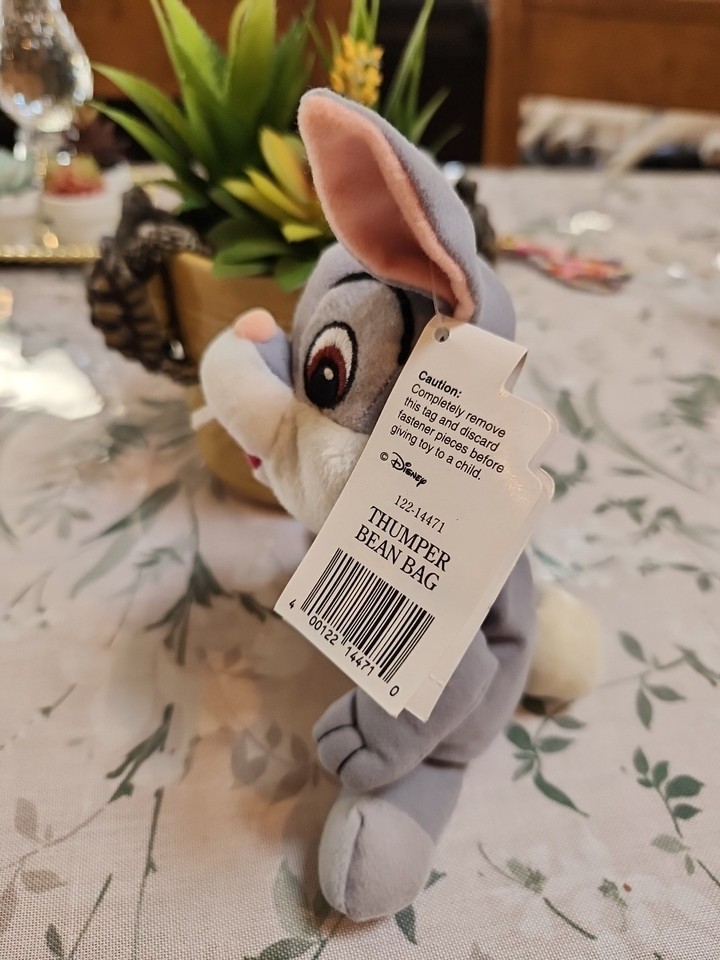 Caution:
Completely remove
this tag and discard
fastener pieces before
giving toy to a child.
© Disney
122-14471
THUMPER
BEAN BAG
4 00122 14471 0